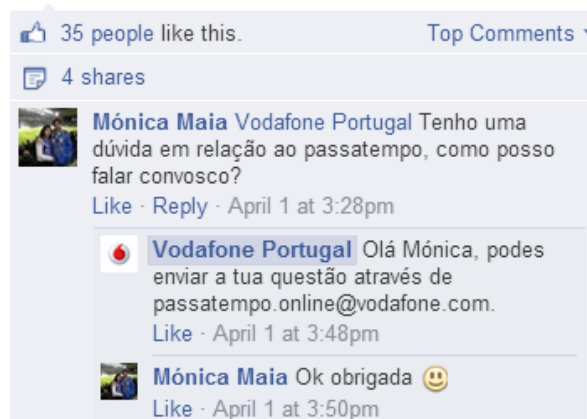 35 people like this. Top Comments
4 shares
Mónica Maia Vodafone Portugal Tenho uma
dúvida em relação ao passatempo, como posso
falar convosco?
Like · Reply · April 1 at 3:28pm
Vodafone Portugal Olá Mónica, podes
enviar a tua questão através de
passatempo.online@vodafone.com.
Like · April 1 at 3:48pm
Mónica Maia Ok obrigada
Like · April 1 at 3:50pm